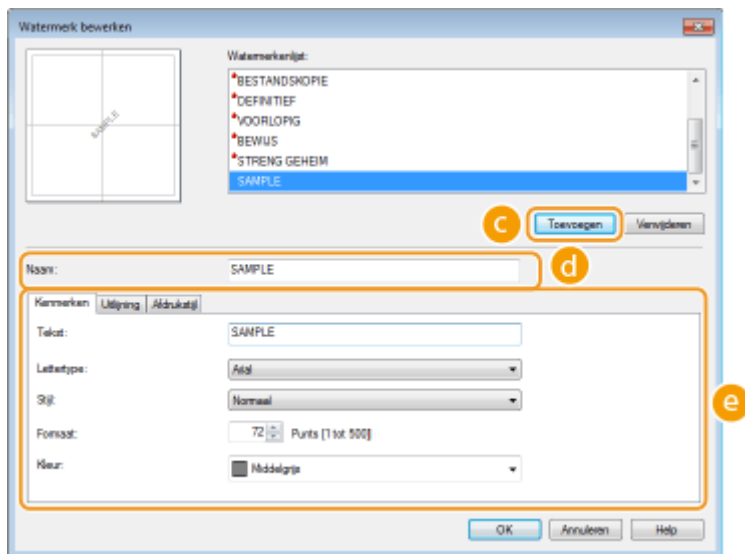 Watermerk bewerken
Watermerkenlijst:
*BESTANDSKOPIE
*DEFINITIEF
*VOORLOPIG
*BEWIJS
*STRENG GEHEIM
SAMPLE
SAMPLE
c
Toevoegen
Verwijderen
d
Naam:
SAMPLE
Kenmerken
Uitlijning
Afdrukstijl
Tekst:
SAMPLE
Lettertype:
Arial
Stijl:
Normaal
e
Formaat:
72 Punts [1 tot 500]
Kleur:
Middelgrijs
OK
Annuleren
Help